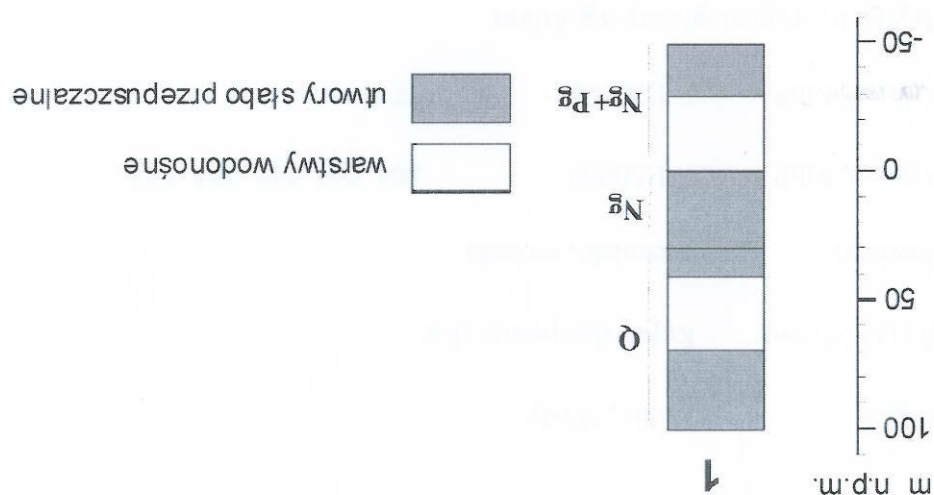 m n.p.m.
1
100
50
0
-50
Q
Ng
Ng+Pg
warstwy wodonośne
utwory słabo przepuszczalne